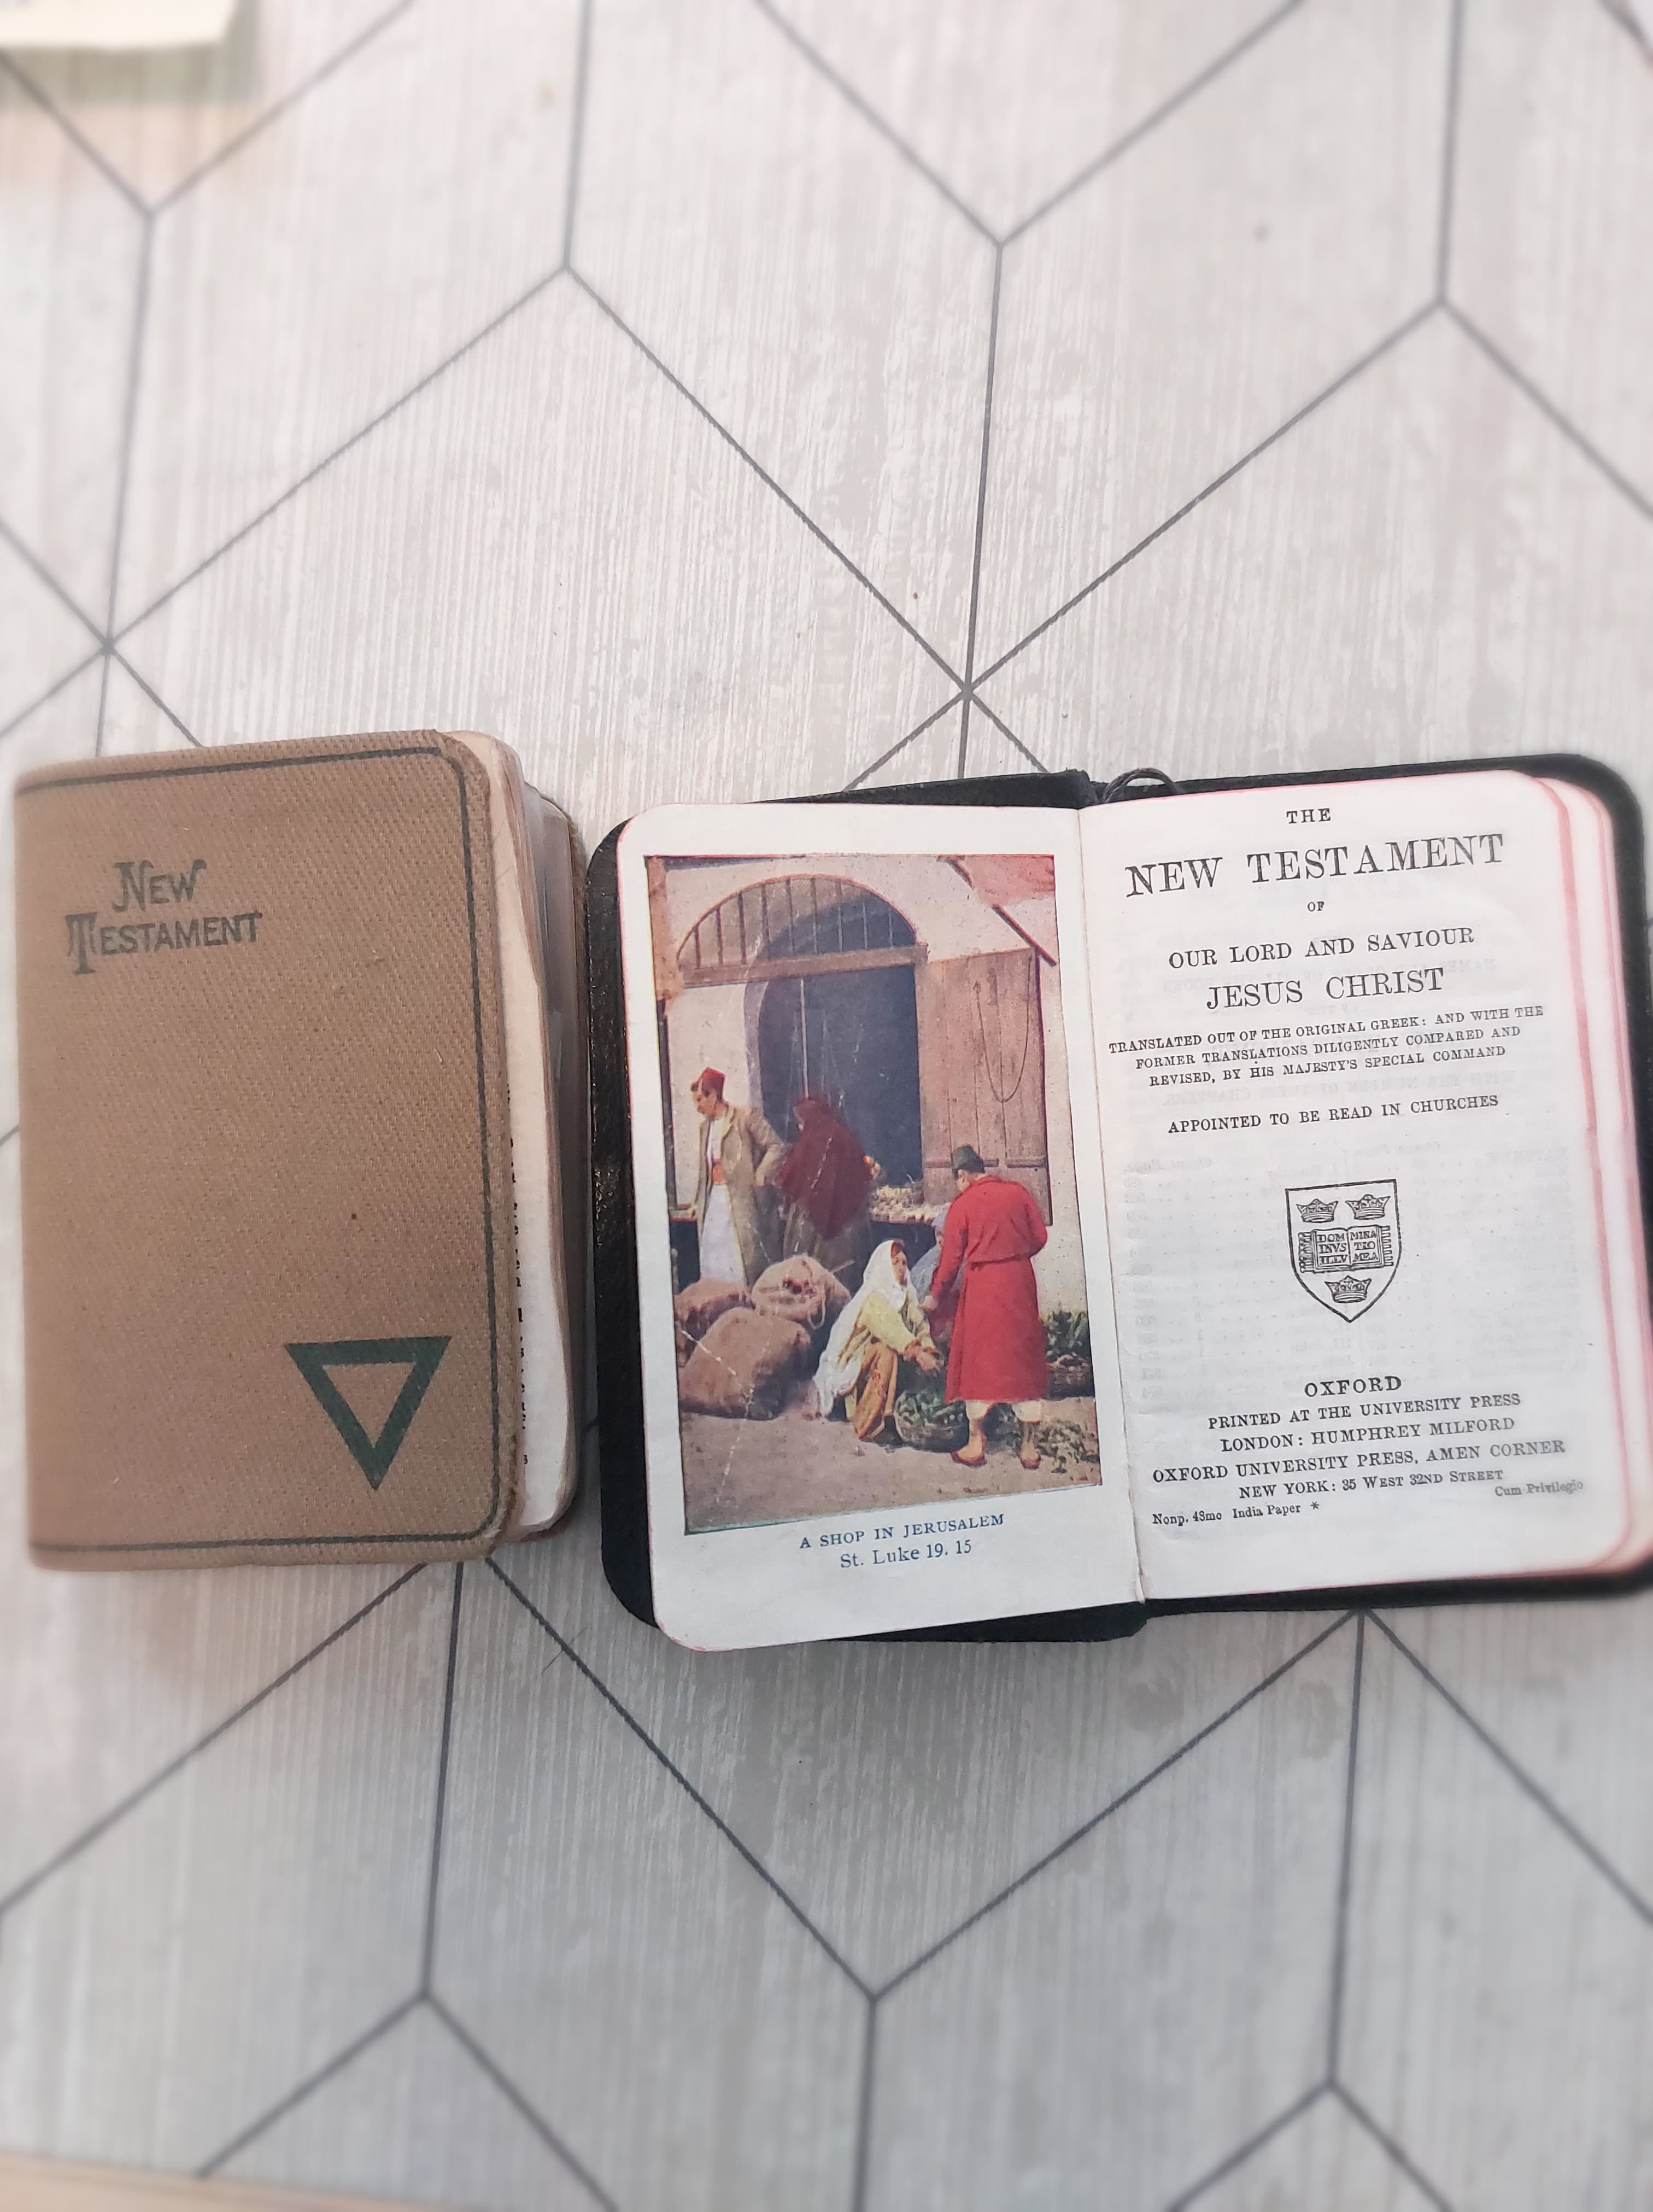 NEW
TESTAMENT
A SHOP IN JERUSALEM
St. Luke 19. 15
THE
NEW TESTAMENT
OF
OUR LORD AND SAVIOUR
JESUS CHRIST
TRANSLATED OUT OF THE ORIGINAL GREEK: AND WITH THE
FORMER TRANSLATIONS DILIGENTLY COMPARED AND
REVISED, BY HIS MAJESTY'S SPECIAL COMMAND
APPOINTED TO BE READ IN CHURCHES
DOM MINA
INVS TIO
ILLV MEA
OXFORD
PRINTED AT THE UNIVERSITY PRESS
LONDON: HUMPHREY MILFORD
OXFORD UNIVERSITY PRESS, AMEN CORNER
NEW YORK: 35 WEST 32ND STREET
Cum Privilegio
Nonp. 48mo India Paper *